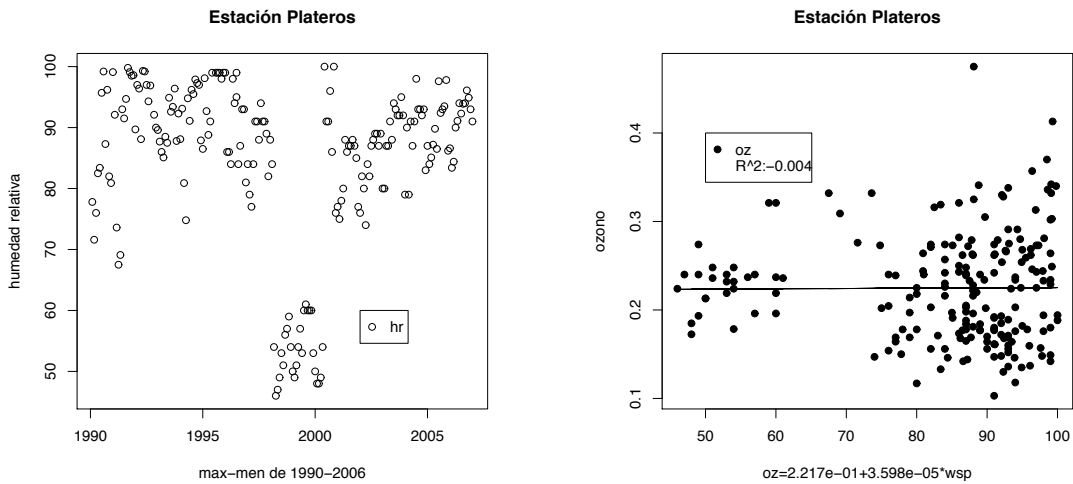 Estación Plateros
humedad relativa
50 60 70 80 90 100
hr
1990 1995 2000 2005
max−men de 1990−2006
Estación Plateros
ozono
0.1 0.2 0.3 0.4
oz
R^2:−0.004
50 60 70 80 90 100
oz=2.217e−01+3.598e−05*wsp